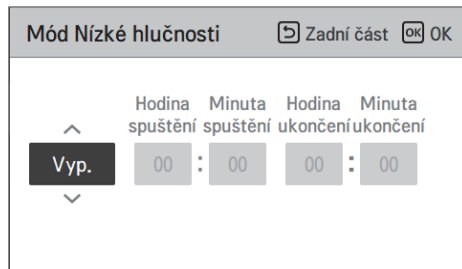 Mód Nízké hlučnosti Zadní část OK OK
Hodina Minuta Hodina Minuta
spuštění spuštění ukončení ukončení
Vyp. 00 : 00 00 : 00